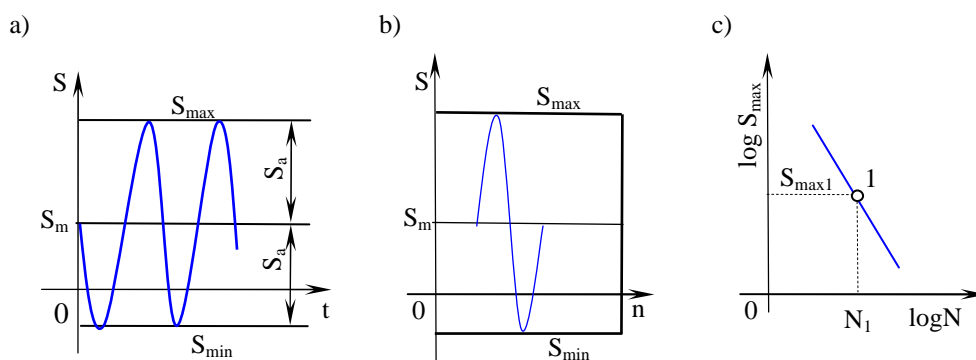 a)
S
S_max
S_a
S_m
S_a
0
t
S_min
b)
S
S_max
S_m
0
n
S_min
c)
log S_max
S_max1
1
0
N_1
logN